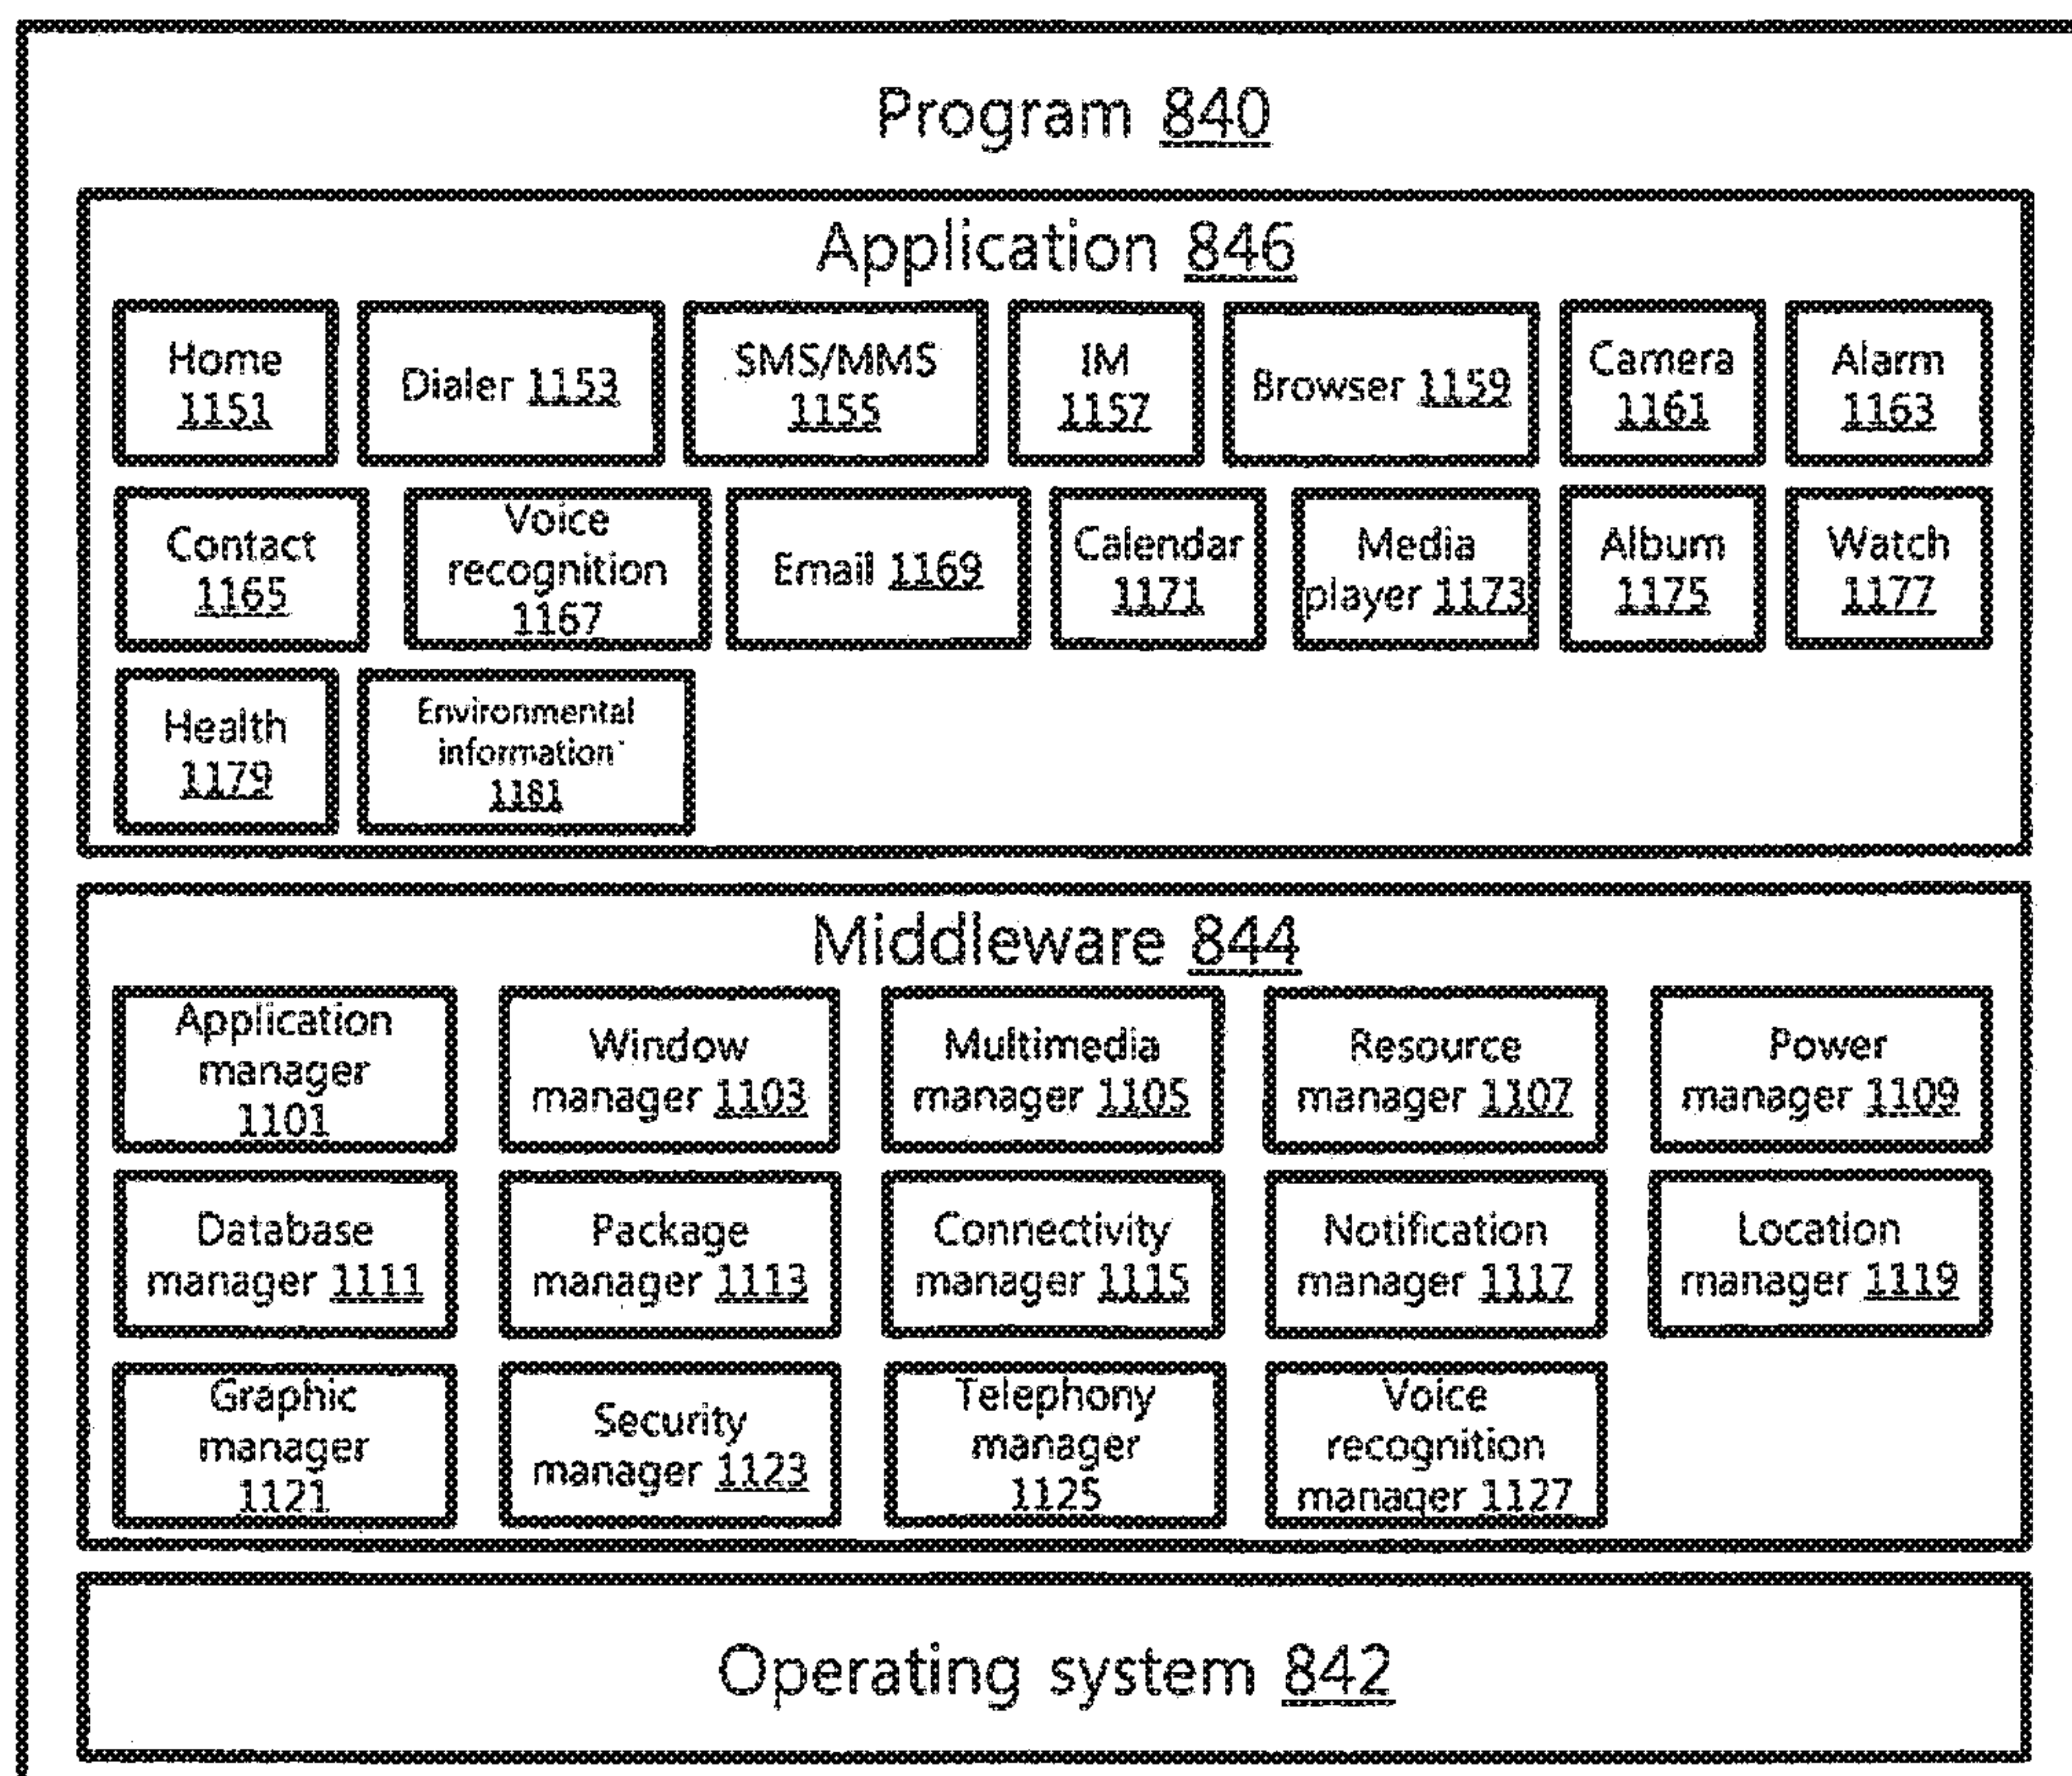 Program 840
Application 846
Home
1151
Dialer 1153
SMS/MMS
1155
IM
1157
Browser 1159
Camera
1161
Alarm
1163
Contact
1165
Voice
recognition
1167
Email 1169
Calendar
1171
Media
player 1173
Album
1175
Watch
1177
Health
1179
Environmental
information
1181
Middleware 844
Application
manager
1101
Window
manager 1103
Multimedia
manager 1105
Resource
manager 1107
Power
manager 1109
Database
manager 1111
Package
manager 1113
Connectivity
manager 1115
Notification
manager 1117
Location
manager 1119
Graphic
manager
1121
Security
manager 1123
Telephony
manager
1125
Voice
recognition
manager 1127
Operating system 842